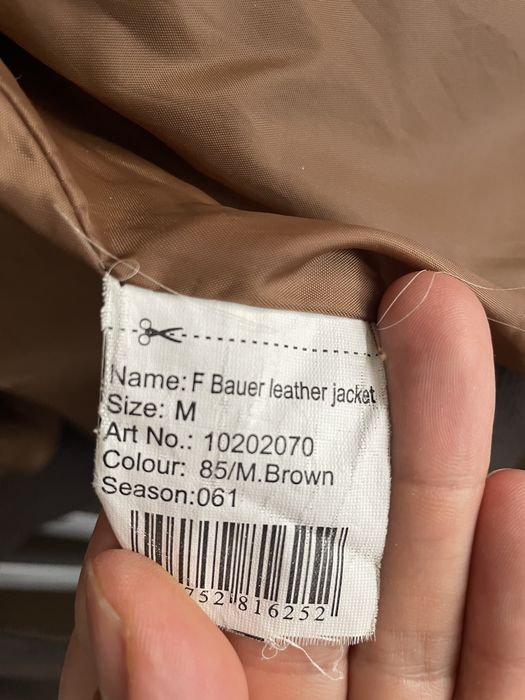 Name: F Bauer leather jacket
Size: M
Art No.: 10202070
Colour: 85/M.Brown
Season:061
752 816252